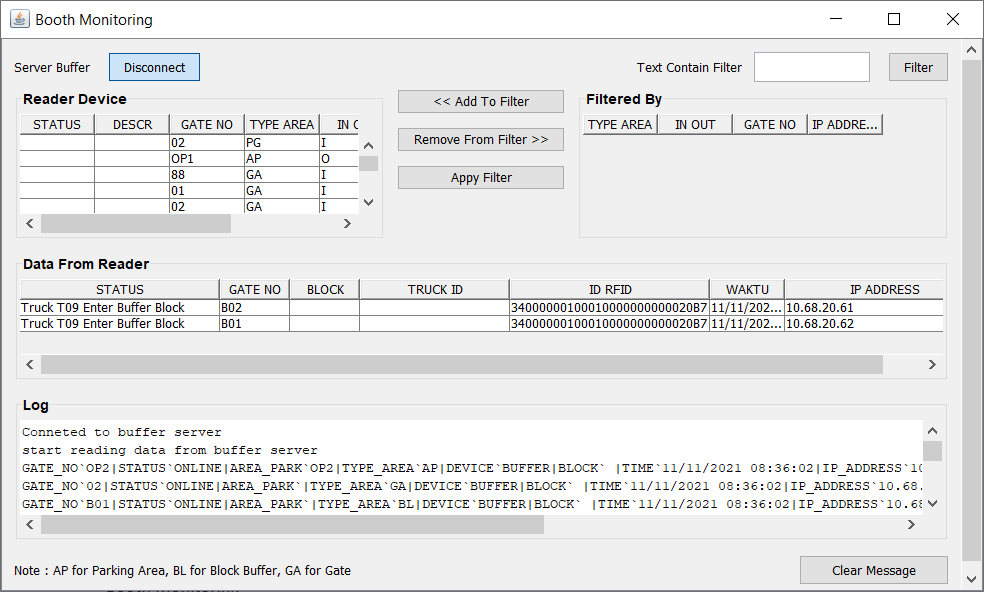 Booth Monitoring
Server Buffer Disconnect Text Contain Filter Filter
Reader Device << Add To Filter Filtered By
STATUS DESCR GATE NO TYPE AREA IN O TYPE AREA IN OUT GATE NO IP ADDRE...
02 PG I
Remove From Filter >>
OP1 AP O
88 GA I
Appy Filter
01 GA I
02 GA I
Data From Reader
STATUS GATE NO BLOCK TRUCK ID ID RFID WAKTU IP ADDRESS
Truck T09 Enter Buffer Block B02 3400000010001000000000000020B7 11/11/202... 10.68.20.61
Truck T09 Enter Buffer Block B01 3400000010001000000000000020B7 11/11/202... 10.68.20.62
Log
Conneted to buffer server
start reading data from buffer server
GATE_NO`OP2|STATUS`ONLINE|AREA_PARK`OP2|TYPE_AREA`AP|DEVICE`BUFFER|BLOCK` |TIME`11/11/2021 08:36:02|IP_ADDRESS`10
GATE_NO`02|STATUS`ONLINE|AREA_PARK`|TYPE_AREA`GA|DEVICE`BUFFER|BLOCK` |TIME`11/11/2021 08:36:02|IP_ADDRESS`10.68.
GATE_NO`B01|STATUS`ONLINE|AREA_PARK`|TYPE_AREA`BL|DEVICE`BUFFER|BLOCK` |TIME`11/11/2021 08:36:02|IP_ADDRESS`10.68
Note : AP for Parking Area, BL for Block Buffer, GA for Gate Clear Message